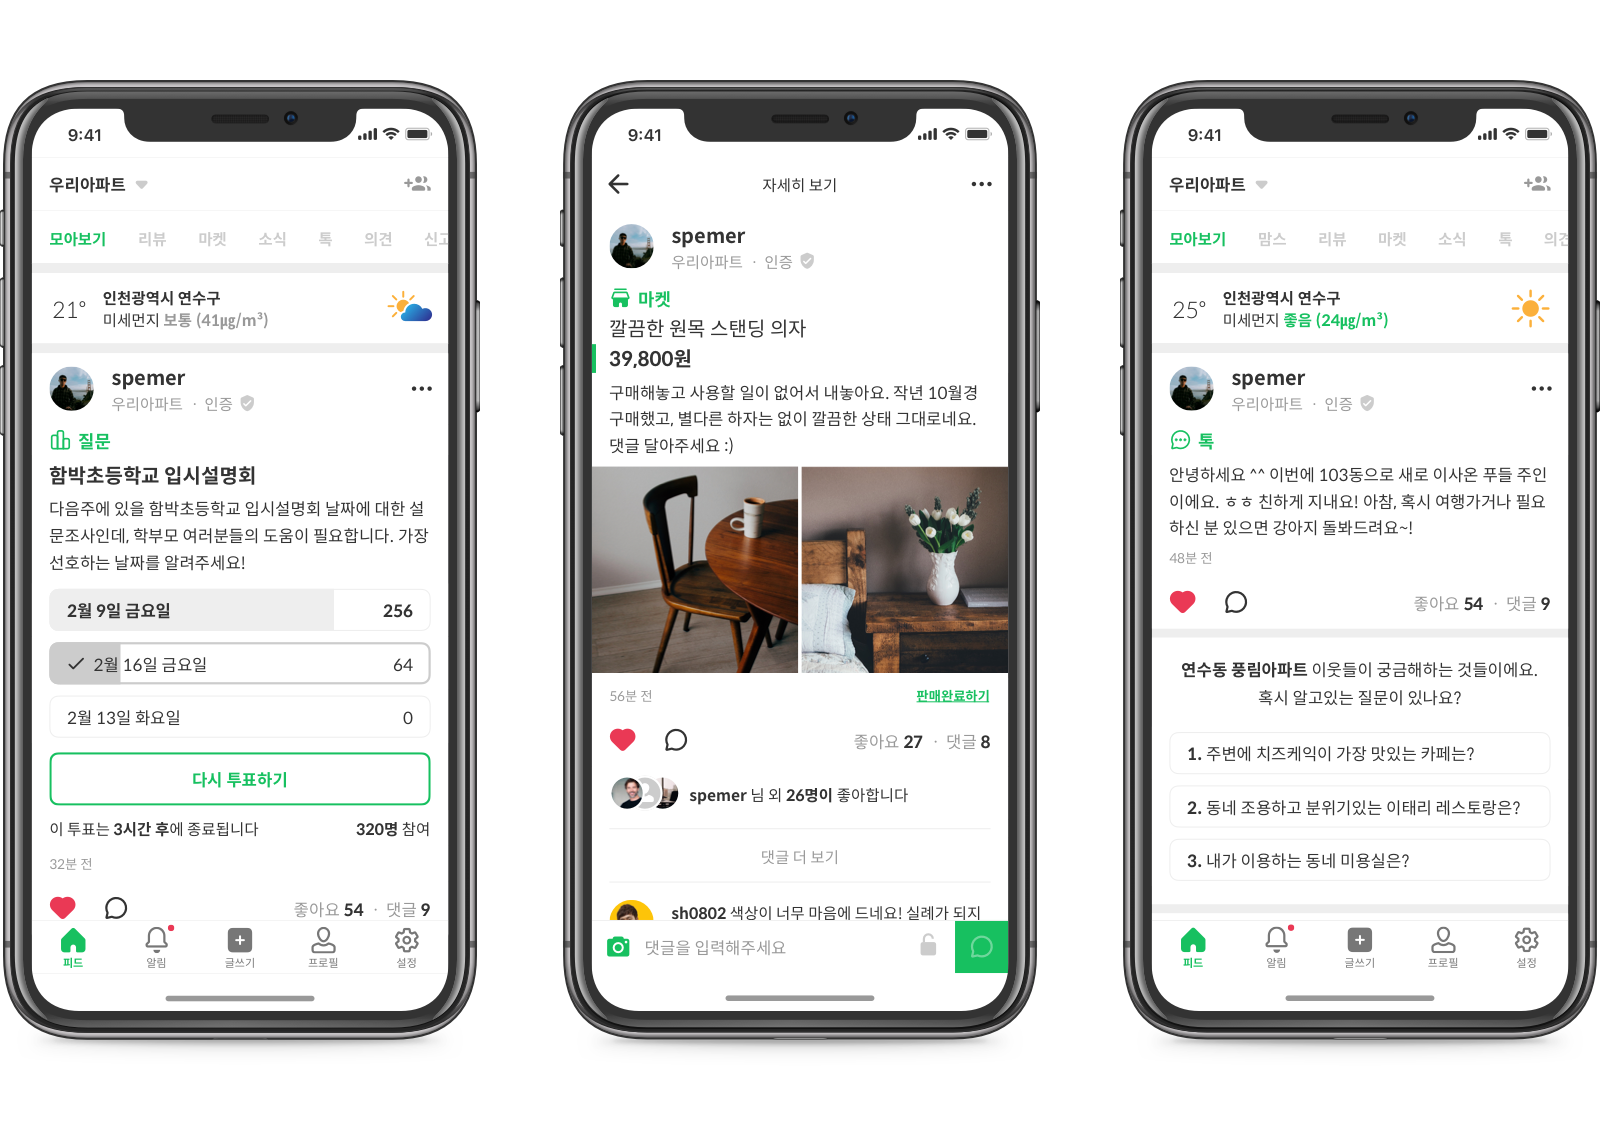 9:41
우리아파트
모아보기 리뷰 마켓 소식 톡 의견 신고
21°
인천광역시 연수구
미세먼지 보통 (41㎍/m³)
spemer
우리아파트 · 인증
질문
함박초등학교 입시설명회
다음주에 있을 함박초등학교 입시설명회 날짜에 대한 설
문조사인데, 학부모 여러분들의 도움이 필요합니다. 가장
선호하는 날짜를 알려주세요!
2월 9일 금요일 256
2월 16일 금요일 64
2월 13일 화요일 0
다시 투표하기
이 투표는 3시간 후에 종료됩니다 320명 참여
32분 전
좋아요 54 · 댓글 9
피드 알림 글쓰기 프로필 설정
9:41
자세히 보기
spemer
우리아파트 · 인증
마켓
깔끔한 원목 스탠딩 의자
39,800원
구매해놓고 사용할 일이 없어서 내놓아요. 작년 10월경
구매했고, 별다른 하자는 없이 깔끔한 상태 그대로네요.
댓글 달아주세요 :)
56분 전 판매완료하기
좋아요 27 · 댓글 8
spemer 님 외 26명이 좋아합니다
댓글 더 보기
sh0802 색상이 너무 마음에 드네요! 실례가 되지
댓글을 입력해주세요
9:41
우리아파트
모아보기 맘스 리뷰 마켓 소식 톡 의견
25°
인천광역시 연수구
미세먼지 좋음 (24㎍/m³)
spemer
우리아파트 · 인증
톡
안녕하세요 ^^ 이번에 103동으로 새로 이사온 푸들 주인
이에요. ㅎㅎ 친하게 지내요! 아참, 혹시 여행가거나 필요
하신 분 있으면 강아지 돌봐드려요~!
48분 전
좋아요 54 · 댓글 9
연수동 풍림아파트 이웃들이 궁금해하는 것들이에요.
혹시 알고있는 질문이 있나요?
1. 주변에 치즈케익이 가장 맛있는 카페는?
2. 동네 조용하고 분위기있는 이태리 레스토랑은?
3. 내가 이용하는 동네 미용실은?
피드 알림 글쓰기 프로필 설정